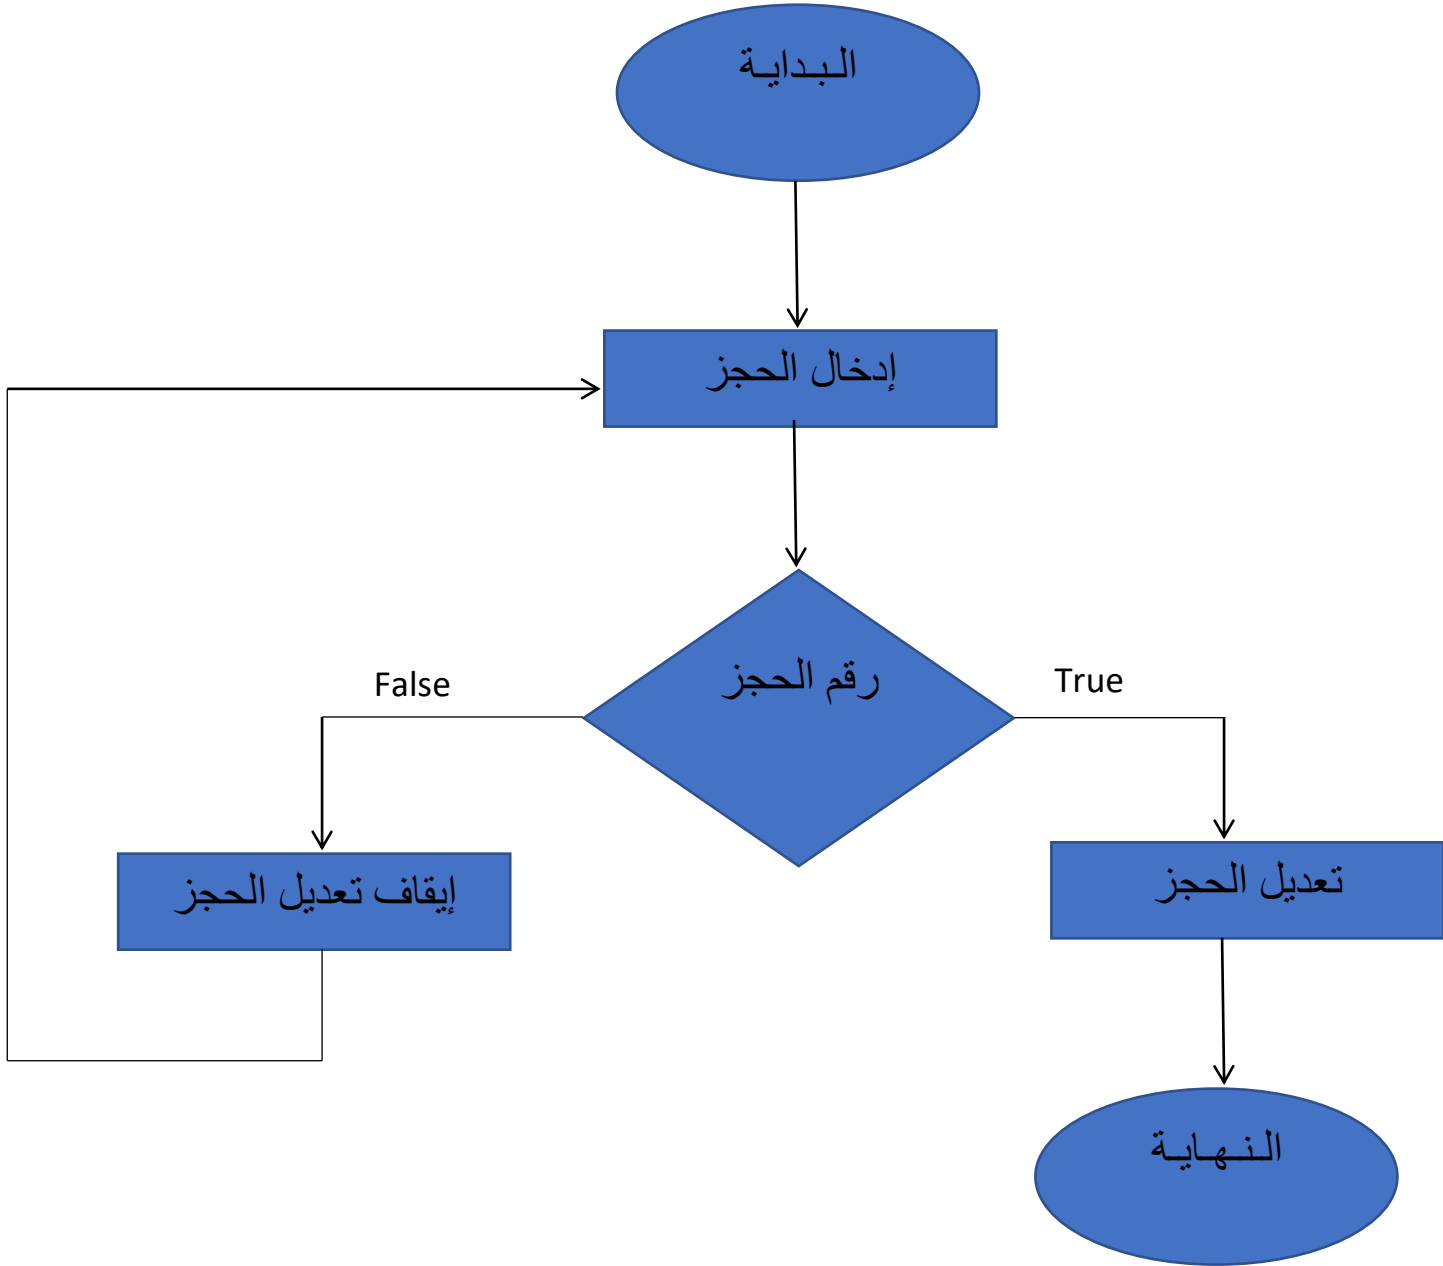 البداية
إدخال الحجز
رقم الحجز
True
False
تعديل الحجز
إيقاف تعديل الحجز
النهاية